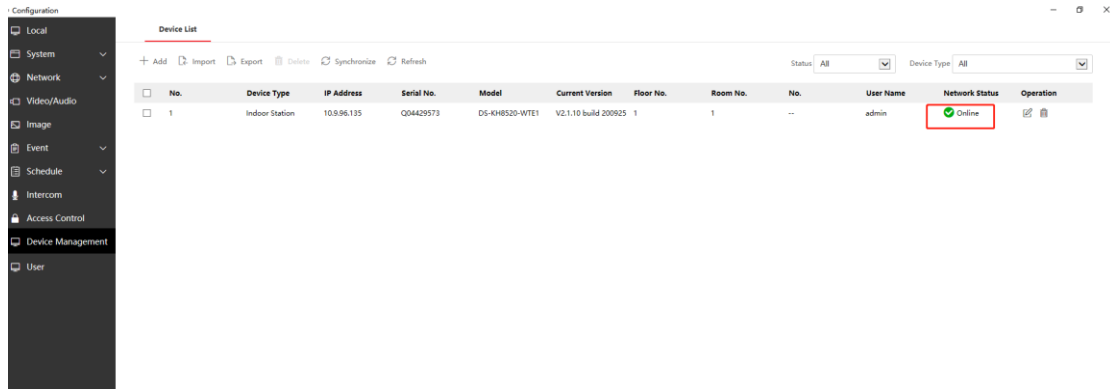 Configuration
Local
System
Network
Video/Audio
Image
Event
Schedule
Intercom
Access Control
Device Management
User
Device List
Add Import Export Delete Synchronize Refresh
Status All Device Type All
No. Device Type IP Address Serial No. Model Current Version Floor No. Room No. No. User Name Network Status Operation
1 Indoor Station 10.9.96.135 Q04429573 DS-KH8520-WTE1 V2.1.10 build 200925 1 1 -- admin Online